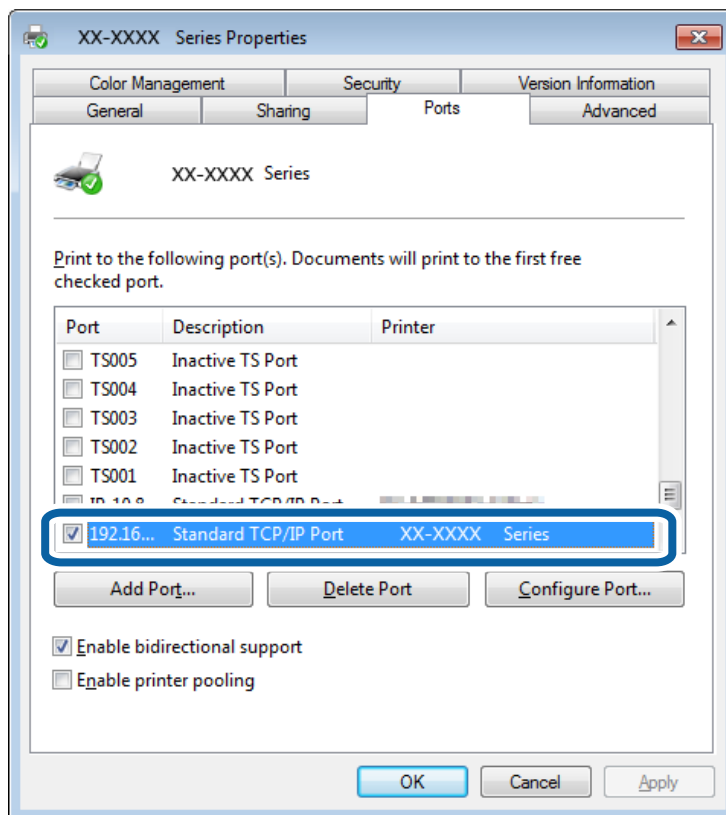 XX-XXXX Series Properties
Color Management Security Version Information
General Sharing Ports Advanced
XX-XXXX Series
Print to the following port(s). Documents will print to the first free
checked port.
Port Description Printer
TS005 Inactive TS Port
TS004 Inactive TS Port
TS003 Inactive TS Port
TS002 Inactive TS Port
TS001 Inactive TS Port
Standard TCP/IP Port
192.16... Standard TCP/IP Port XX-XXXX Series
Add Port... Delete Port Configure Port...
Enable bidirectional support
Enable printer pooling
OK Cancel Apply